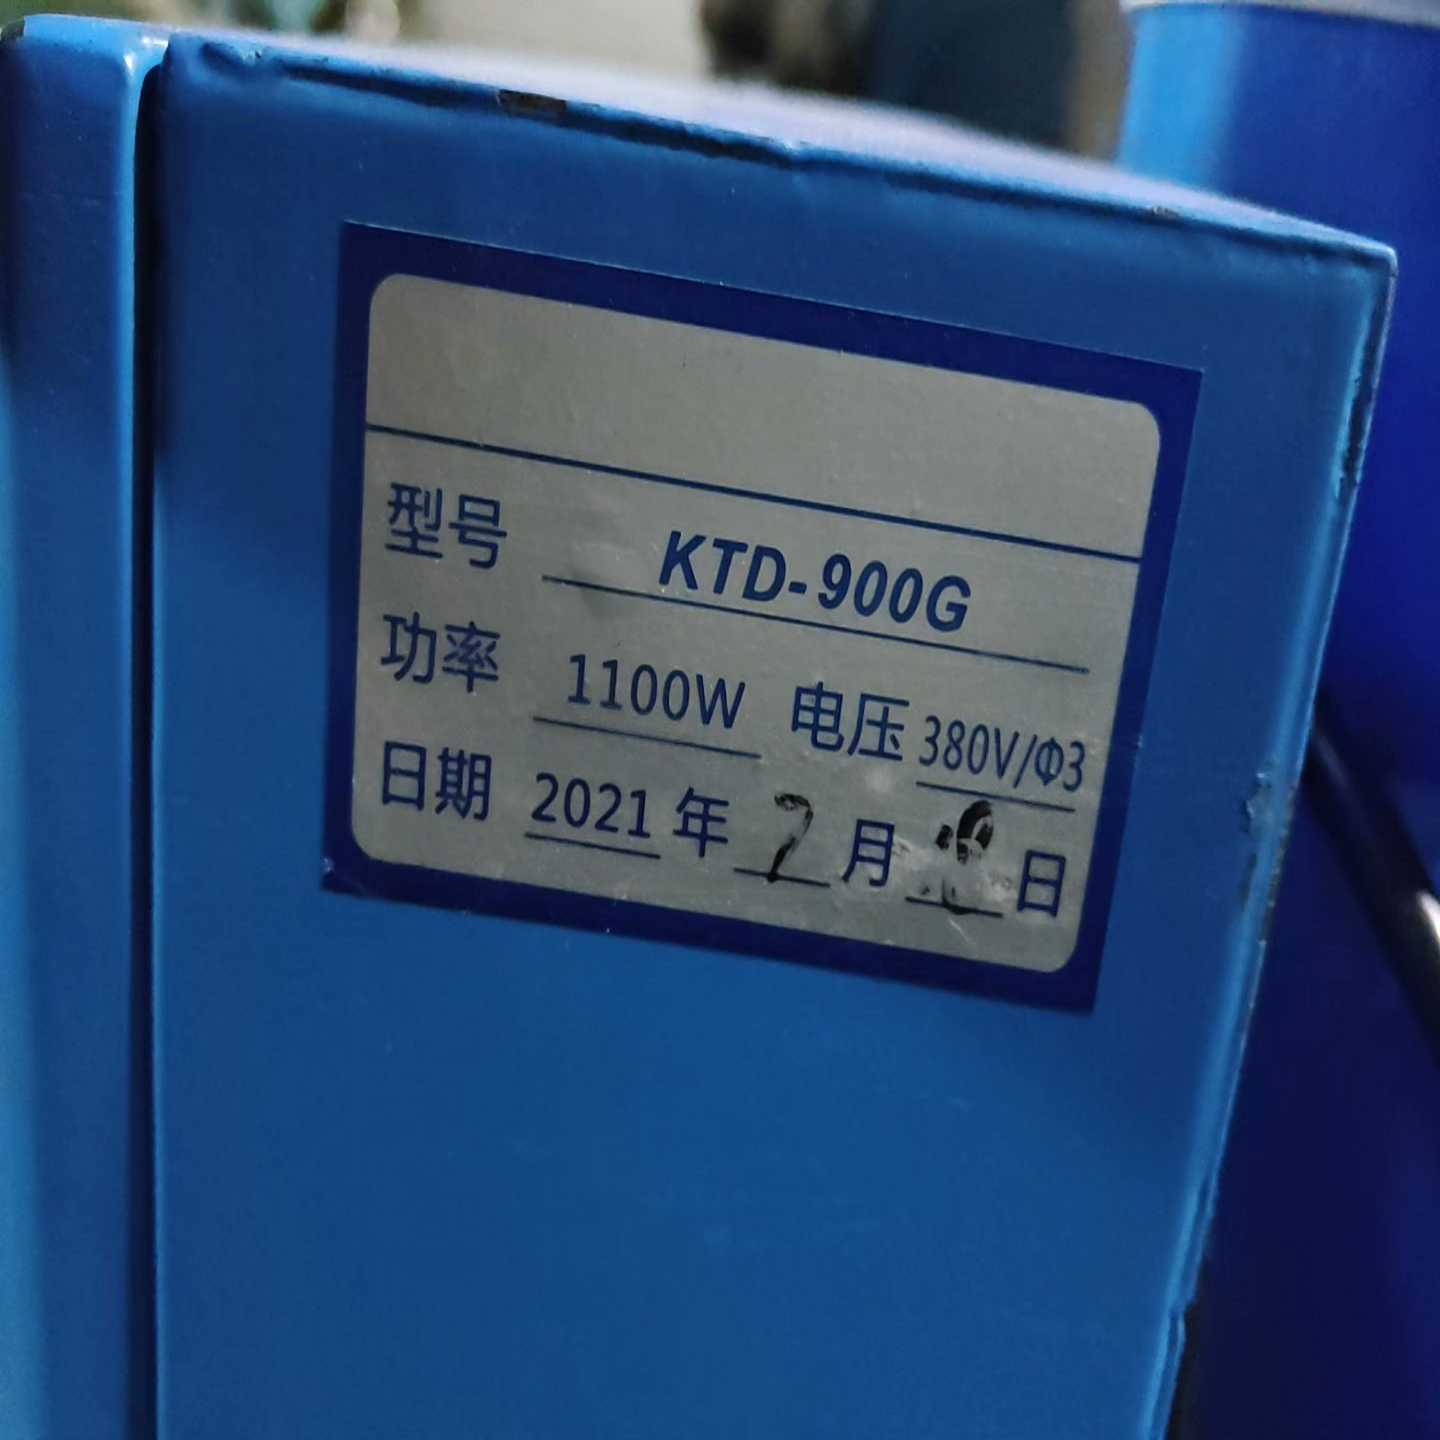 型号 KTD-900G
功率 1100W 电压 380V/Φ3
日期 2021 年 7 月 日